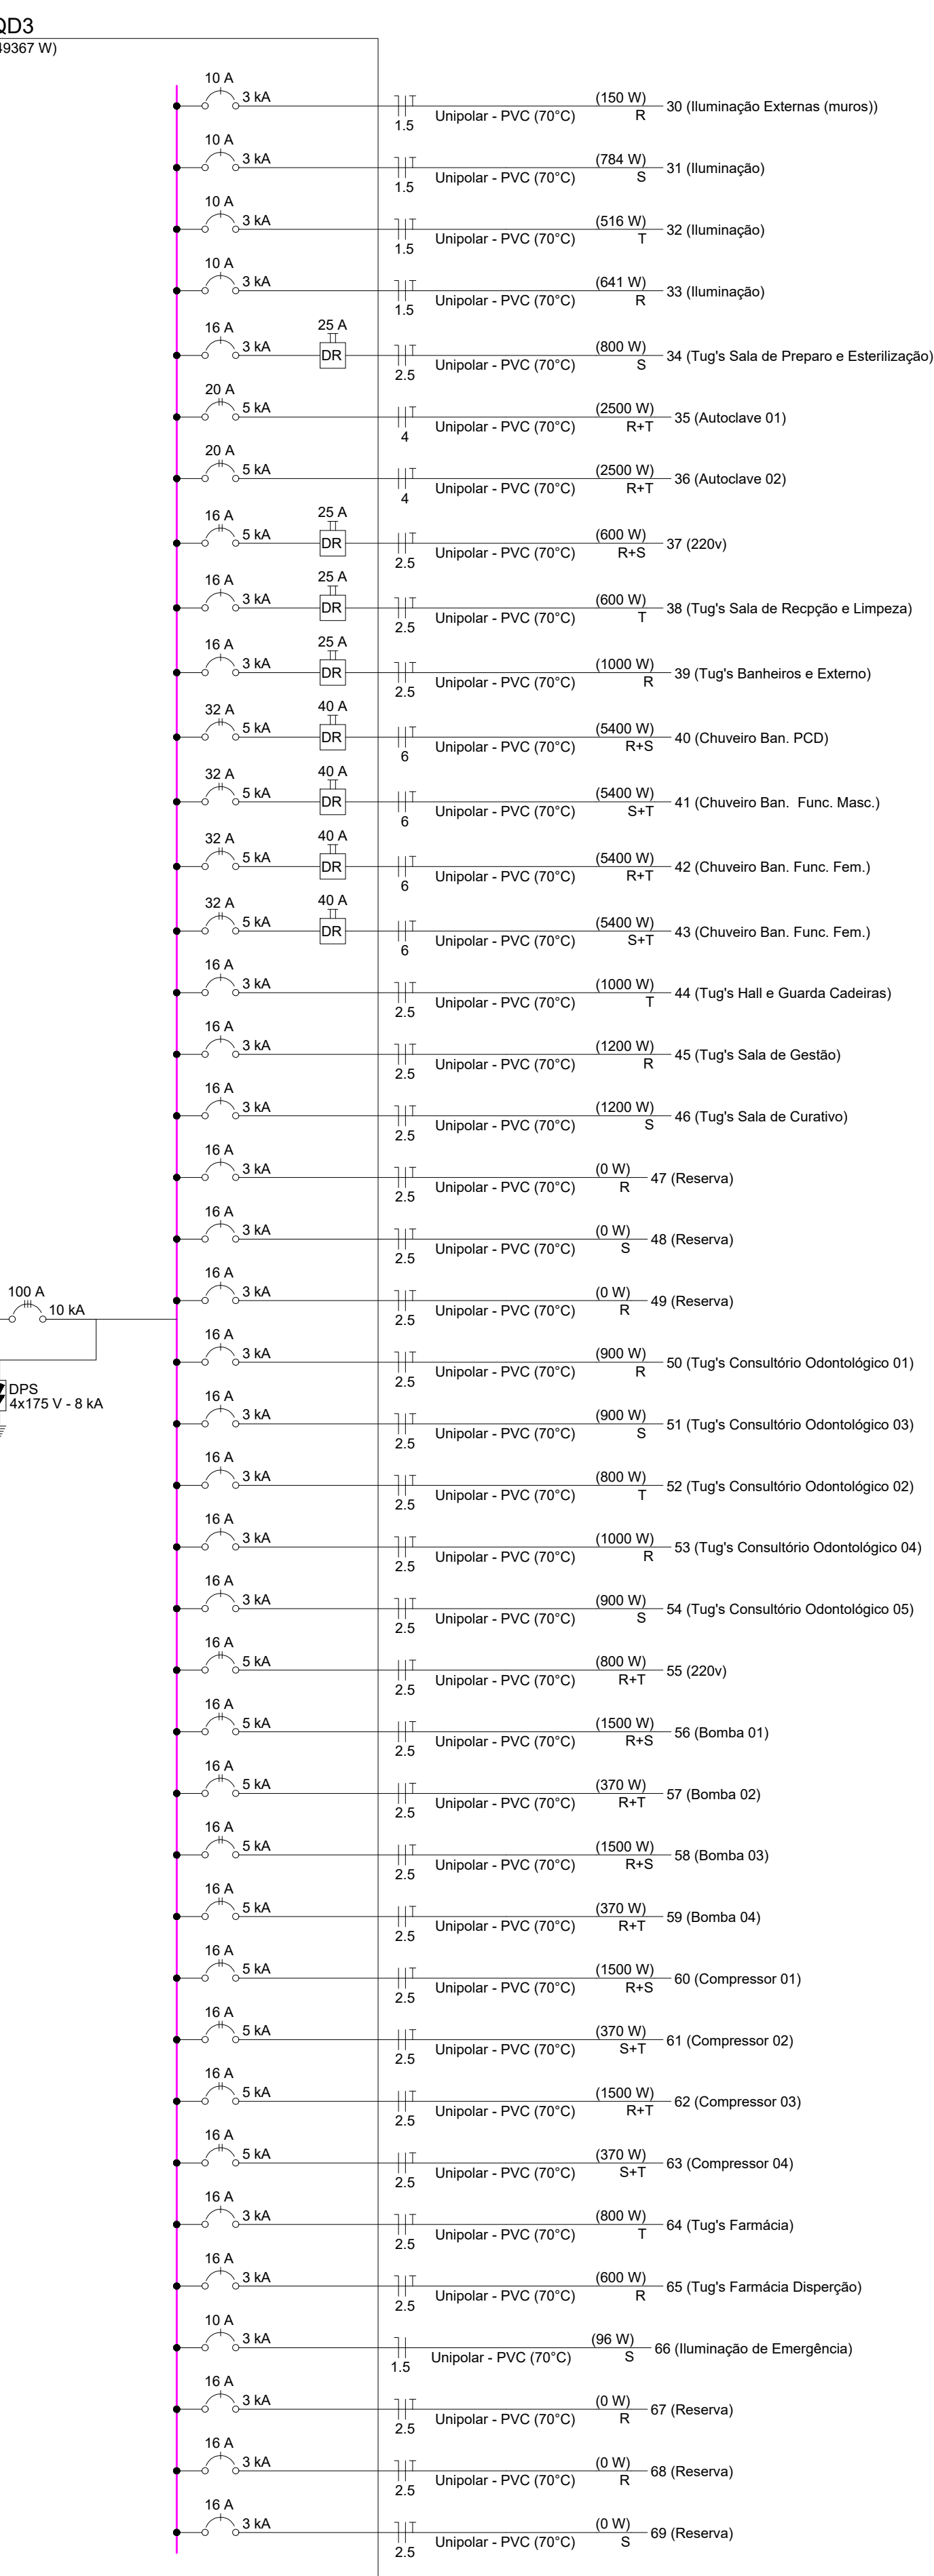 QD3
49367 W)
10 A
3 kA
1.5
Unipolar - PVC (70°C)
(150 W)
R
30 (Iluminação Externas (muros))
10 A
3 kA
1.5
Unipolar - PVC (70°C)
(784 W)
S
31 (Iluminação)
10 A
3 kA
1.5
Unipolar - PVC (70°C)
(516 W)
T
32 (Iluminação)
10 A
3 kA
1.5
Unipolar - PVC (70°C)
(641 W)
R
33 (Iluminação)
16 A
3 kA
25 A
DR
2.5
Unipolar - PVC (70°C)
(800 W)
S
34 (Tug's Sala de Preparo e Esterilização)
20 A
5 kA
4
Unipolar - PVC (70°C)
(2500 W)
R+T
35 (Autoclave 01)
20 A
5 kA
4
Unipolar - PVC (70°C)
(2500 W)
R+T
36 (Autoclave 02)
16 A
5 kA
25 A
DR
2.5
Unipolar - PVC (70°C)
(600 W)
R+S
37 (220v)
16 A
3 kA
25 A
DR
2.5
Unipolar - PVC (70°C)
(600 W)
T
38 (Tug's Sala de Recpção e Limpeza)
16 A
3 kA
25 A
DR
2.5
Unipolar - PVC (70°C)
(1000 W)
R
39 (Tug's Banheiros e Externo)
32 A
5 kA
40 A
DR
6
Unipolar - PVC (70°C)
(5400 W)
R+S
40 (Chuveiro Ban. PCD)
32 A
5 kA
40 A
DR
6
Unipolar - PVC (70°C)
(5400 W)
S+T
41 (Chuveiro Ban. Func. Masc.)
32 A
5 kA
40 A
DR
6
Unipolar - PVC (70°C)
(5400 W)
R+T
42 (Chuveiro Ban. Func. Fem.)
32 A
5 kA
40 A
DR
6
Unipolar - PVC (70°C)
(5400 W)
S+T
43 (Chuveiro Ban. Func. Fem.)
16 A
3 kA
2.5
Unipolar - PVC (70°C)
(1000 W)
T
44 (Tug's Hall e Guarda Cadeiras)
16 A
3 kA
2.5
Unipolar - PVC (70°C)
(1200 W)
R
45 (Tug's Sala de Gestão)
16 A
3 kA
2.5
Unipolar - PVC (70°C)
(1200 W)
S
46 (Tug's Sala de Curativo)
16 A
3 kA
2.5
Unipolar - PVC (70°C)
(0 W)
R
47 (Reserva)
16 A
3 kA
2.5
Unipolar - PVC (70°C)
(0 W)
S
48 (Reserva)
16 A
3 kA
2.5
Unipolar - PVC (70°C)
(0 W)
R
49 (Reserva)
100 A
10 kA
DPS
4x175 V - 8 kA
16 A
3 kA
2.5
Unipolar - PVC (70°C)
(900 W)
R
50 (Tug's Consultório Odontológico 01)
16 A
3 kA
2.5
Unipolar - PVC (70°C)
(900 W)
S
51 (Tug's Consultório Odontológico 03)
16 A
3 kA
2.5
Unipolar - PVC (70°C)
(800 W)
T
52 (Tug's Consultório Odontológico 02)
16 A
3 kA
2.5
Unipolar - PVC (70°C)
(1000 W)
R
53 (Tug's Consultório Odontológico 04)
16 A
3 kA
2.5
Unipolar - PVC (70°C)
(900 W)
S
54 (Tug's Consultório Odontológico 05)
16 A
5 kA
2.5
Unipolar - PVC (70°C)
(800 W)
R+T
55 (220v)
16 A
5 kA
2.5
Unipolar - PVC (70°C)
(1500 W)
R+S
56 (Bomba 01)
16 A
5 kA
2.5
Unipolar - PVC (70°C)
(370 W)
R+T
57 (Bomba 02)
16 A
5 kA
2.5
Unipolar - PVC (70°C)
(1500 W)
R+S
58 (Bomba 03)
16 A
5 kA
2.5
Unipolar - PVC (70°C)
(370 W)
R+T
59 (Bomba 04)
16 A
5 kA
2.5
Unipolar - PVC (70°C)
(1500 W)
R+S
60 (Compressor 01)
16 A
5 kA
2.5
Unipolar - PVC (70°C)
(370 W)
S+T
61 (Compressor 02)
16 A
5 kA
2.5
Unipolar - PVC (70°C)
(1500 W)
R+T
62 (Compressor 03)
16 A
5 kA
2.5
Unipolar - PVC (70°C)
(370 W)
S+T
63 (Compressor 04)
16 A
3 kA
2.5
Unipolar - PVC (70°C)
(800 W)
T
64 (Tug's Farmácia)
16 A
3 kA
2.5
Unipolar - PVC (70°C)
(600 W)
R
65 (Tug's Farmácia Disperção)
10 A
3 kA
1.5
Unipolar - PVC (70°C)
(96 W)
S
66 (Iluminação de Emergência)
16 A
3 kA
2.5
Unipolar - PVC (70°C)
(0 W)
R
67 (Reserva)
16 A
3 kA
2.5
Unipolar - PVC (70°C)
(0 W)
R
68 (Reserva)
16 A
3 kA
2.5
Unipolar - PVC (70°C)
(0 W)
S
69 (Reserva)